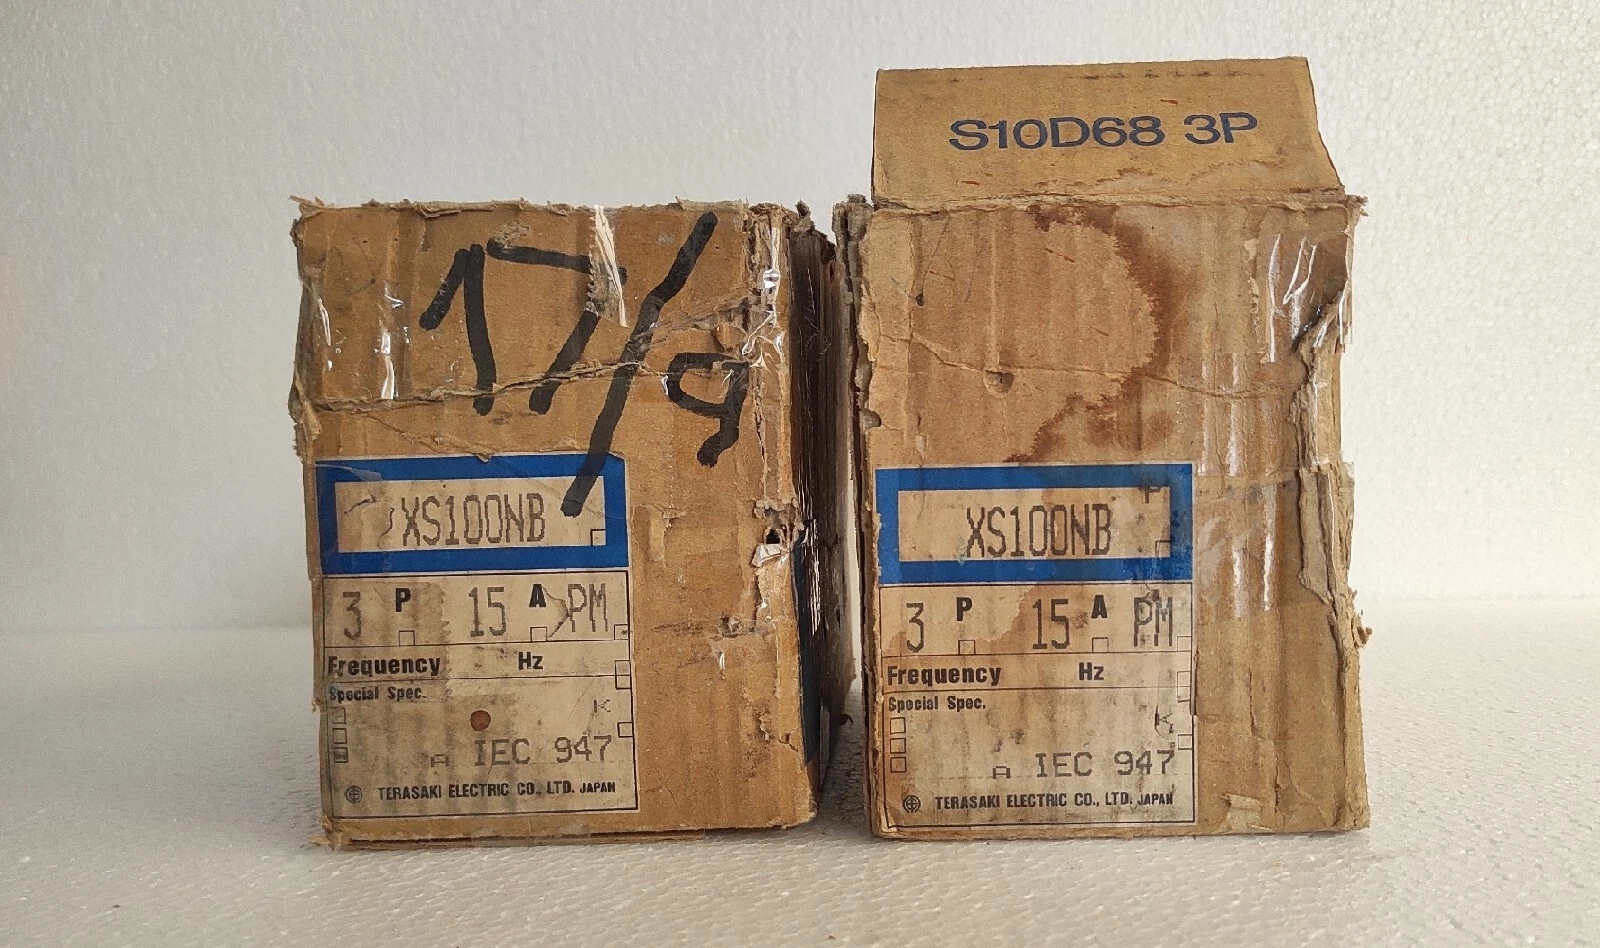 17/9
XS100NB
3 P 15 A PM
Frequency Hz
Special Spec.
K
A IEC 947
TERASAKI ELECTRIC CO., LTD. JAPAN
S10D68 3P
P
XS100NB
3 P 15 A PM
Frequency Hz
Special Spec.
K
A IEC 947
TERASAKI ELECTRIC CO., LTD. JAPAN